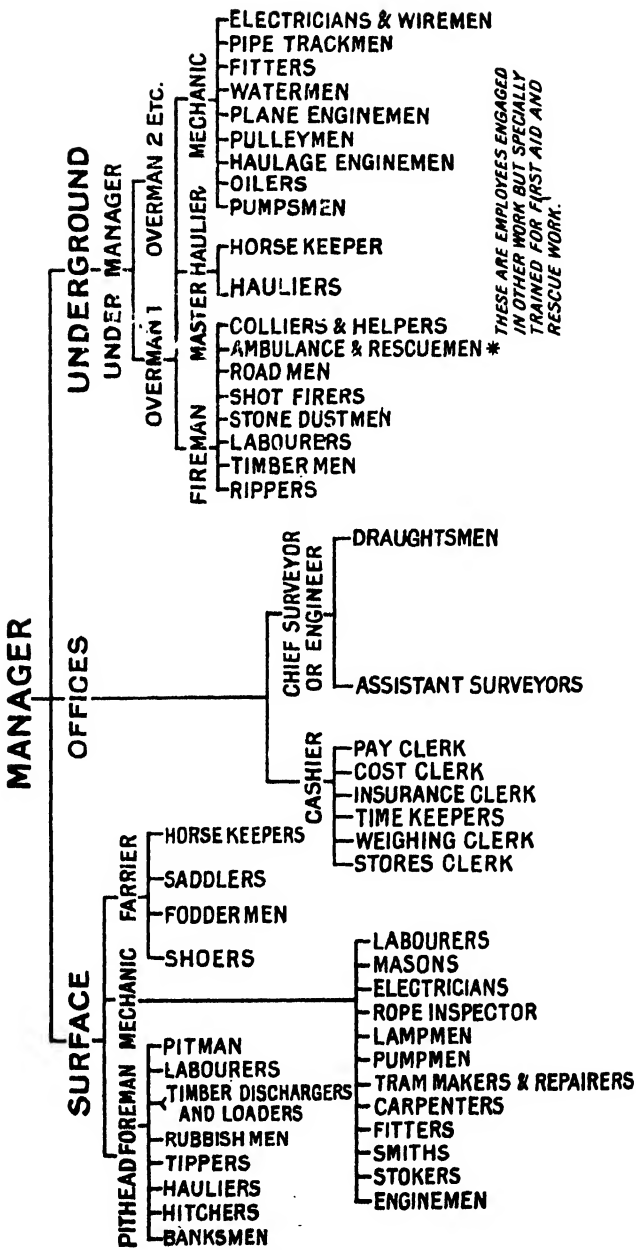 MANAGER
SURFACE
OFFICES
UNDERGROUND
UNDER MANAGER
OVERMAN 1
OVERMAN 2 ETC.
PITHEAD FOREMAN
MECHANIC
FARRIER
CASHIER
CHIEF SURVEYOR
OR ENGINEER
FIREMAN
MASTER HAULIER
MECHANIC
ELECTRICIANS & WIREMEN
PIPE TRACKMEN
FITTERS
WATERMEN
PLANE ENGINEMEN
PULLEYMEN
HAULAGE ENGINEMEN
OILERS
PUMPSMEN
HORSE KEEPER
HAULIERS
COLLIERS & HELPERS
AMBULANCE & RESCUEMEN *
ROAD MEN
SHOT FIRERS
STONE DUSTMEN
LABOURERS
TIMBER MEN
RIPPERS
THESE ARE EMPLOYEES ENGAGED
IN OTHER WORK BUT SPECIALLY
TRAINED FOR FIRST AID AND
RESCUE WORK.
DRAUGHTSMEN
ASSISTANT SURVEYORS
PAY CLERK
COST CLERK
INSURANCE CLERK
TIME KEEPERS
WEIGHING CLERK
STORES CLERK
HORSE KEEPERS
SADDLERS
FODDERMEN
SHOERS
LABOURERS
MASONS
ELECTRICIANS
ROPE INSPECTOR
LAMPMEN
PUMPMEN
TRAM MAKERS & REPAIRERS
CARPENTERS
FITTERS
SMITHS
STOKERS
ENGINEMEN
PITMAN
LABOURERS
TIMBER DISCHARGERS
AND LOADERS
RUBBISH MEN
TIPPERS
HAULIERS
HITCHERS
BANKSMEN